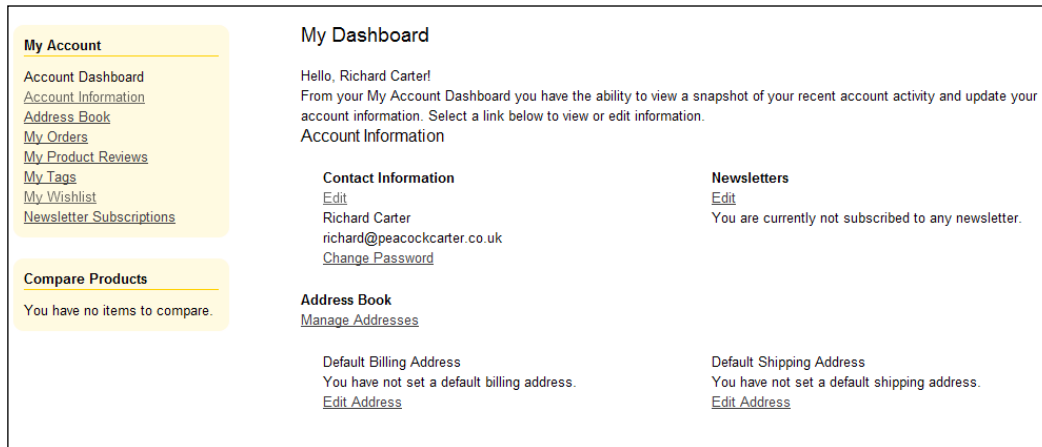 My Account
Account Dashboard
Account Information
Address Book
My Orders
My Product Reviews
My Tags
My Wishlist
Newsletter Subscriptions
Compare Products
You have no items to compare.
My Dashboard
Hello, Richard Carter!
From your My Account Dashboard you have the ability to view a snapshot of your recent account activity and update your
account information. Select a link below to view or edit information.
Account Information
Contact Information
Edit
Richard Carter
richard@peacockcarter.co.uk
Change Password
Newsletters
Edit
You are currently not subscribed to any newsletter.
Address Book
Manage Addresses
Default Billing Address
You have not set a default billing address.
Edit Address
Default Shipping Address
You have not set a default shipping address.
Edit Address